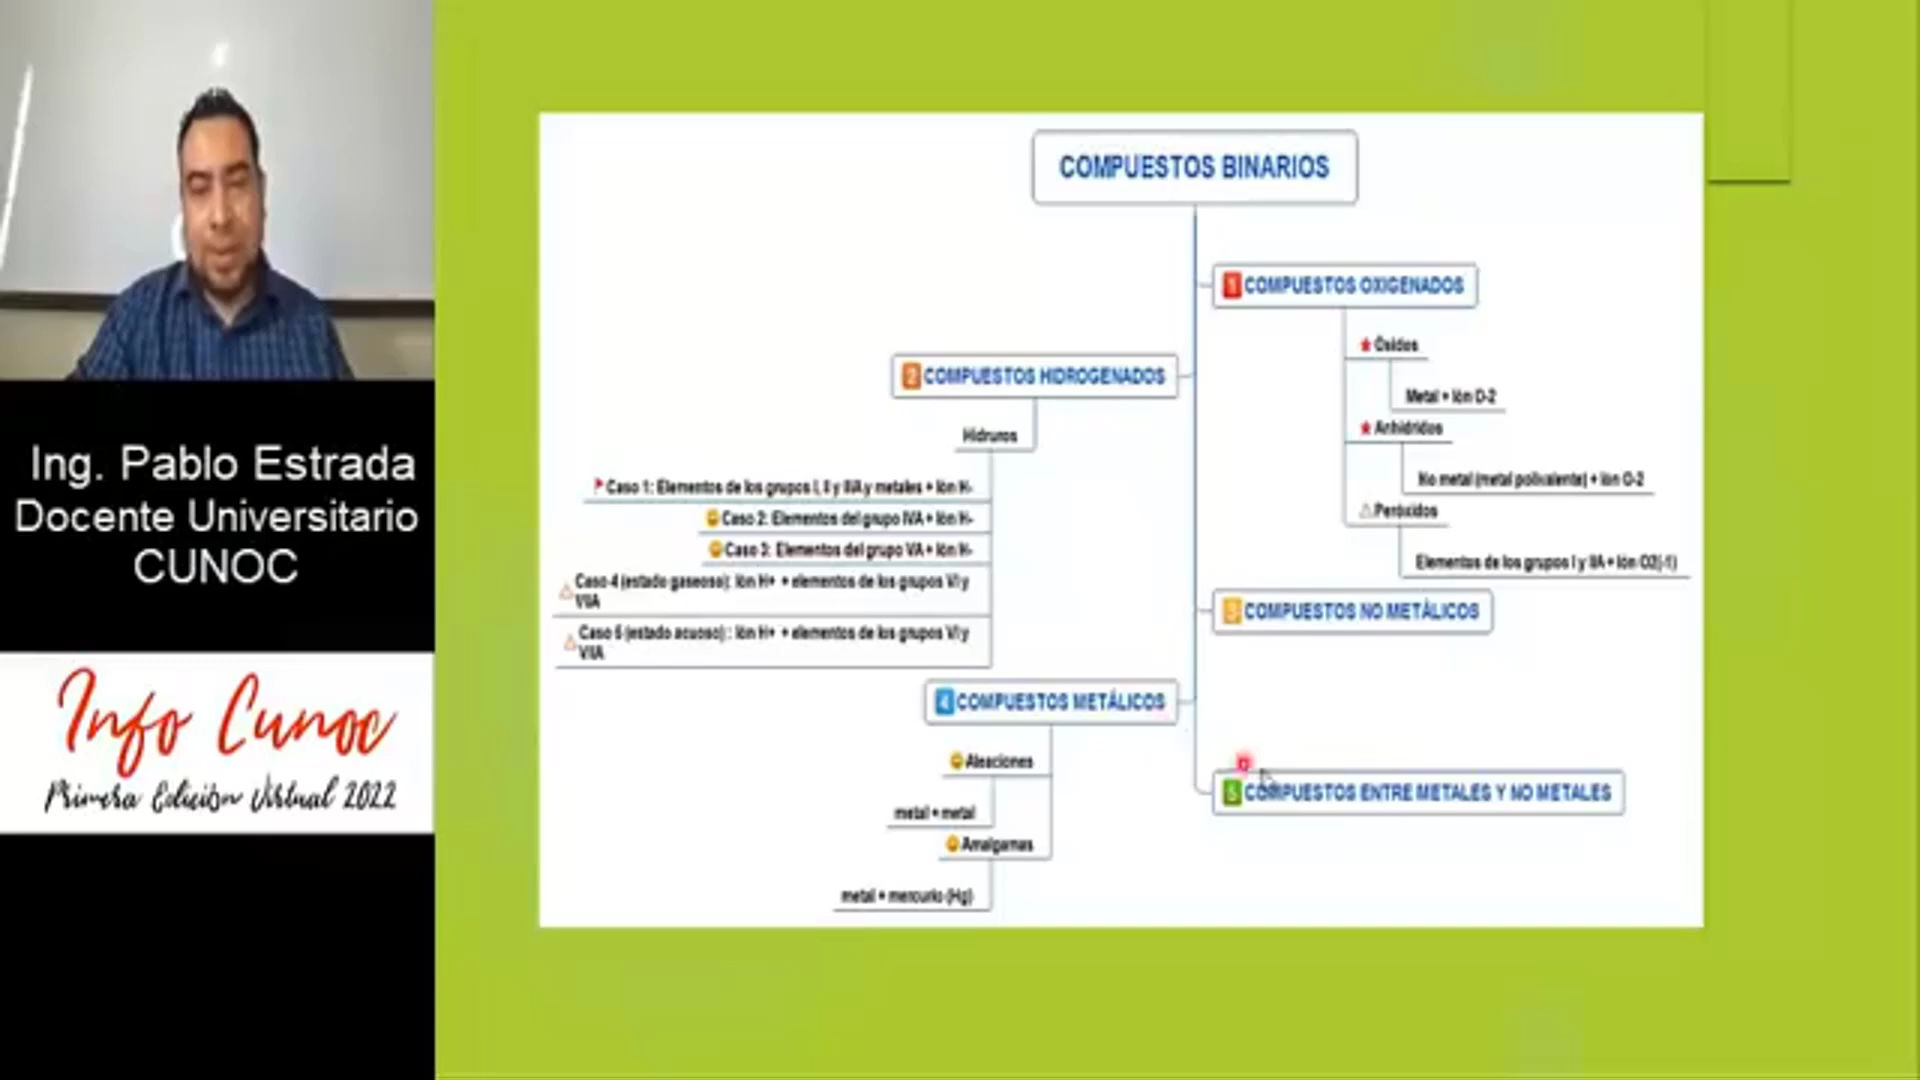 Ing. Pablo Estrada
Docente Universitario
CUNOC
Info Cunoc
Primera Edición Virtual 2022
COMPUESTOS BINARIOS
1 COMPUESTOS OXIGENADOS
Óxidos
Metal + Ión O-2
Anhídridos
No metal (metal polivalente) + Ión O-2
Peróxidos
Elementos de los grupos I y IIA + Ión O2(-1)
2 COMPUESTOS HIDROGENADOS
Hidruros
Caso 1: Elementos de los grupos I, II y IIIA y metales + Ión H-
Caso 2: Elementos del grupo IVA + Ión H-
Caso 3: Elementos del grupo VA + Ión H-
Caso 4 (estado gaseoso): Ión H+ + elementos de los grupos VI y
VIIA
Caso 5 (estado acuoso) : Ión H+ + elementos de los grupos VI y
VIIA
3 COMPUESTOS NO METÁLICOS
4 COMPUESTOS METÁLICOS
Aleaciones
metal + metal
Amalgamas
metal + mercurio (Hg)
5 COMPUESTOS ENTRE METALES Y NO METALES